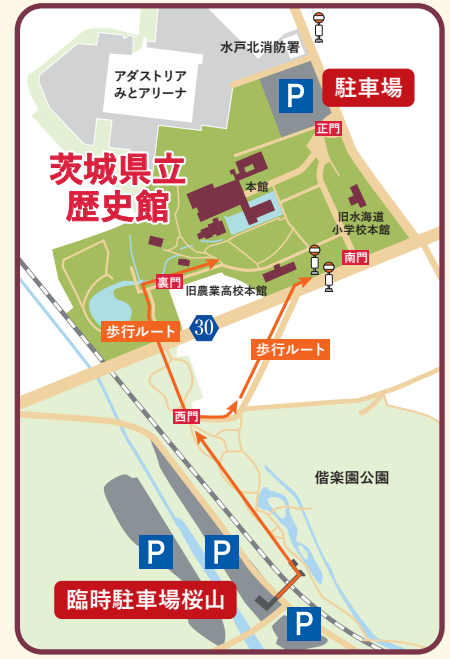 水戸北消防署
アダストリア
みとアリーナ
P
駐車場
正門
茨城県立
歴史館
本館
旧水海道
小学校本館
南門
裏門
旧農業高校本館
歩行ルート
30
歩行ルート
西門
偕楽園公園
P
P
臨時駐車場桜山
P